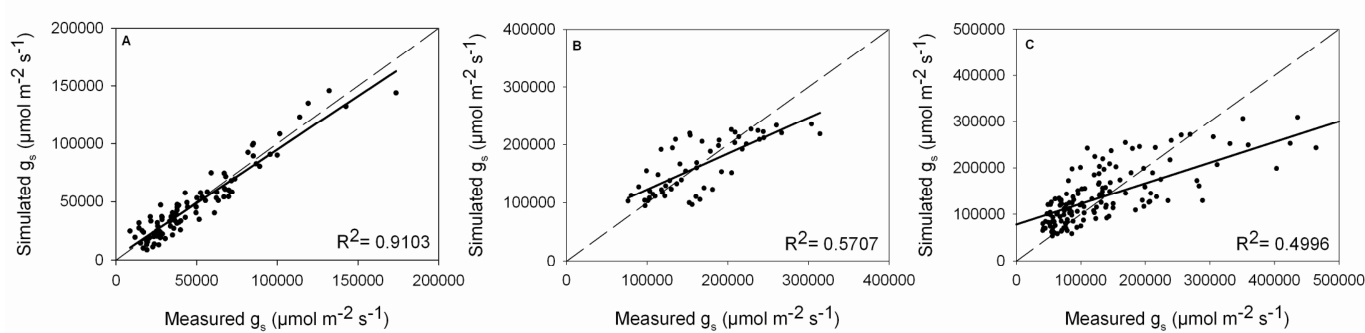 A
Simulated gs (µmol m-2 s-1)
200000
150000
100000
50000
0
R2= 0.9103
0 50000 100000 150000 200000
Measured gs (µmol m-2 s-1)
B
Simulated gs (µmol m-2 s-1)
400000
300000
200000
100000
0
R2= 0.5707
0 100000 200000 300000 400000
Measured gs (µmol m-2 s-1)
C
Simulated gs (µmol m-2 s-1)
500000
400000
300000
200000
100000
0
R2= 0.4996
0 100000 200000 300000 400000 500000
Measured gs (µmol m-2 s-1)